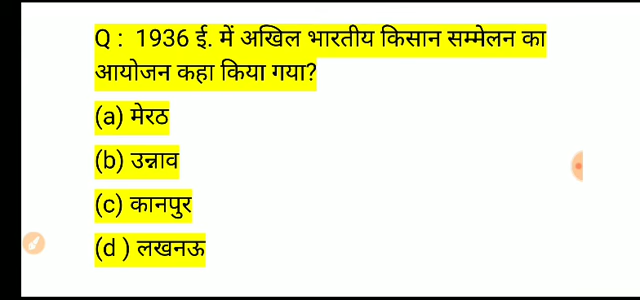 Q : 1936 ई. में अखिल भारतीय किसान सम्मेलन का
आयोजन कहा किया गया?
(a) मेरठ
(b) उन्नाव
(c) कानपुर
(d ) लखनऊ